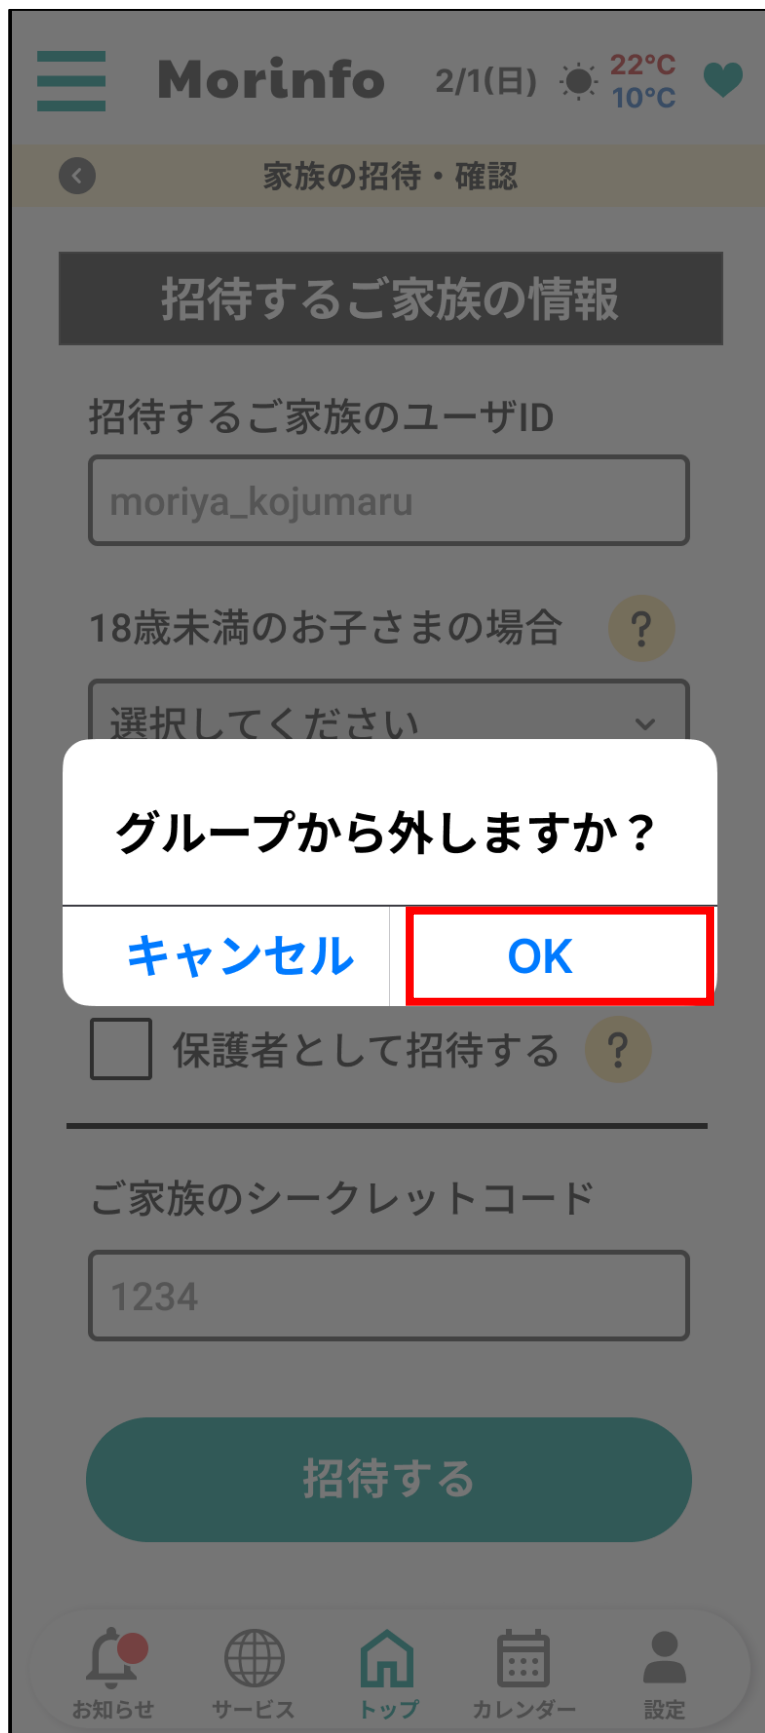 Morinfo 2/1(日) 22°C
10°C
家族の招待・確認
招待するご家族の情報
招待するご家族のユーザID
moriya_kojumaru
18歳未満のお子さまの場合 ?
選択してください
グループから外しますか？
キャンセル OK
保護者として招待する ?
ご家族のシークレットコード
1234
招待する
お知らせ サービス トップ カレンダー 設定